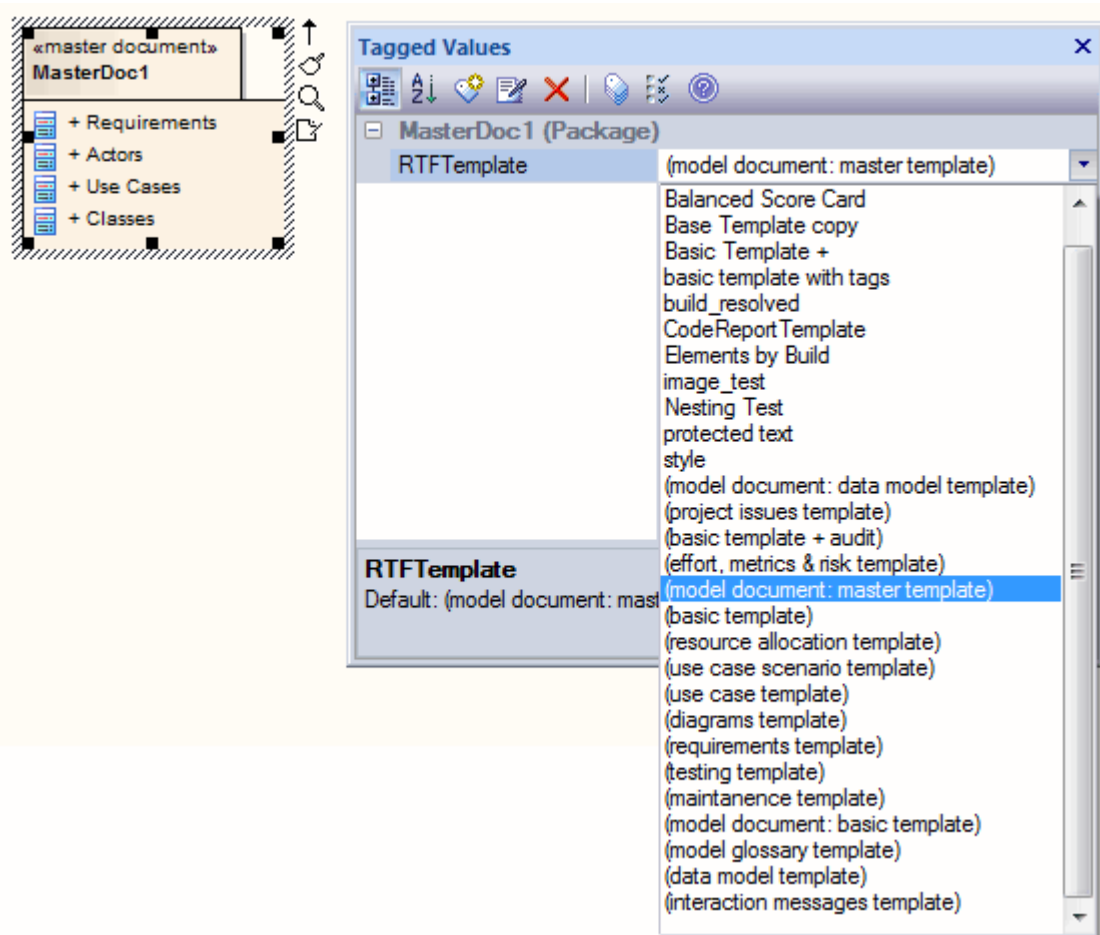 «master document»
MasterDoc1
+ Requirements
+ Actors
+ Use Cases
+ Classes
Tagged Values
MasterDoc1 (Package)
RTFTemplate
(model document: master template)
Balanced Score Card
Base Template copy
Basic Template +
basic template with tags
build_resolved
CodeReportTemplate
Elements by Build
image_test
Nesting Test
protected text
style
(model document: data model template)
(project issues template)
(basic template + audit)
(effort, metrics & risk template)
(model document: master template)
(basic template)
(resource allocation template)
(use case scenario template)
(use case template)
(diagrams template)
(requirements template)
(testing template)
(maintanence template)
(model document: basic template)
(model glossary template)
(data model template)
(interaction messages template)
RTFTemplate
Default: (model document: mast